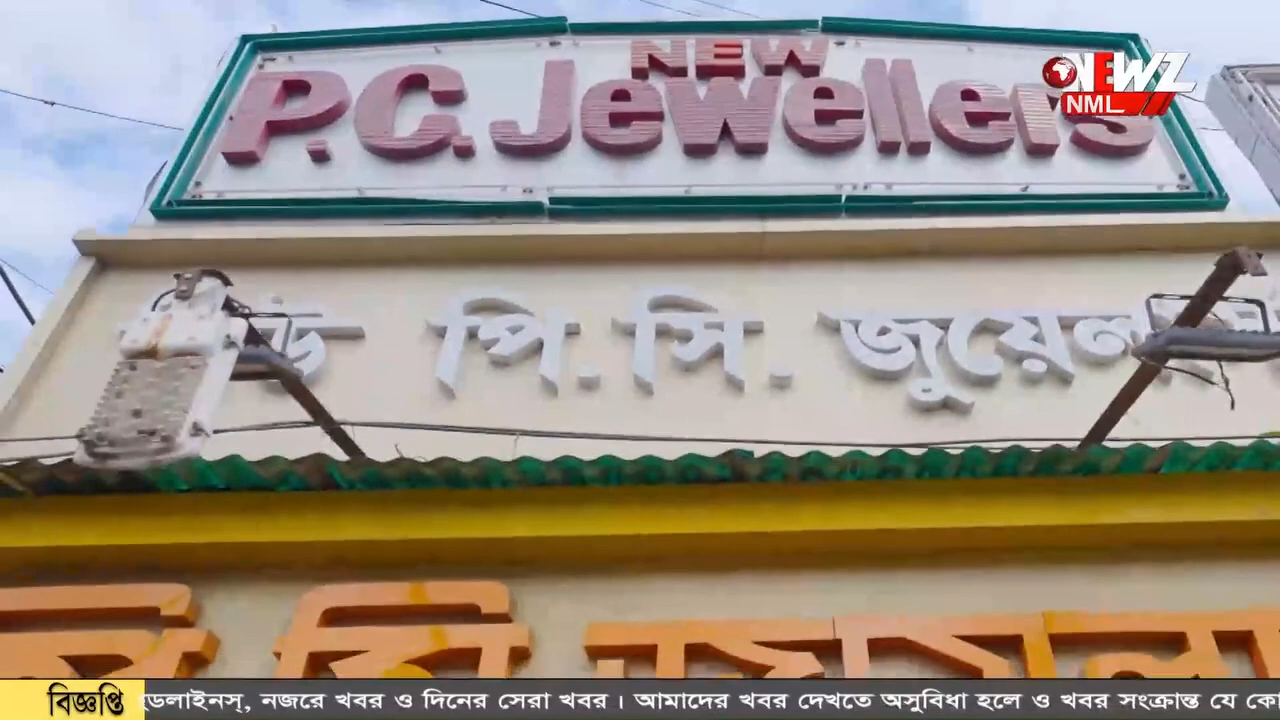 NEW
P.C. Jewellers
NEWZ
NML
পি. সি. জুয়েল
বিজ্ঞপ্তি
ডেলাইনস্, নজরে খবর ও দিনের সেরা খবর । আমাদের খবর দেখতে অসুবিধা হলে ও খবর সংক্রান্ত যে কো